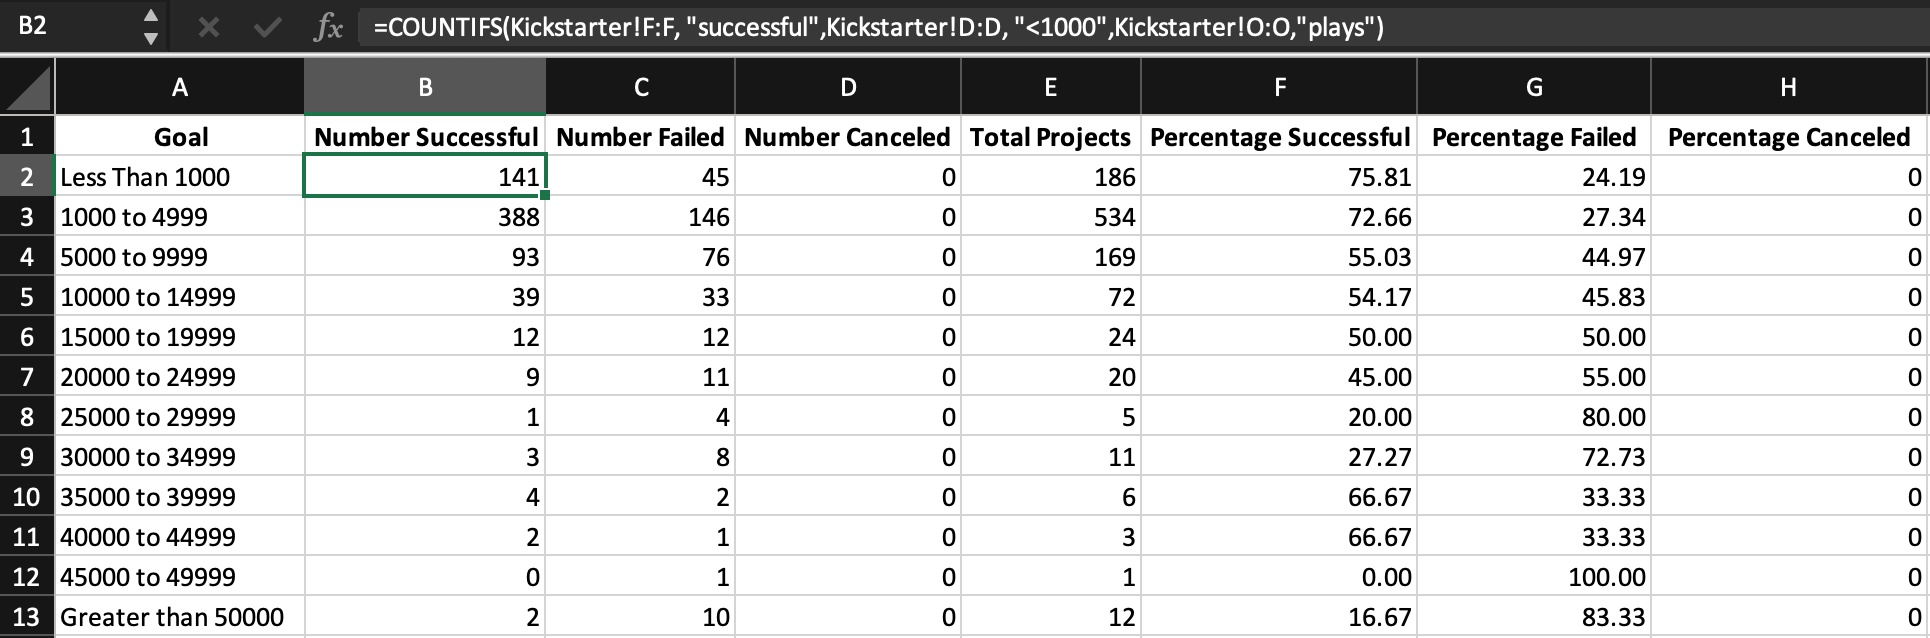 B2 fx =COUNTIFS(Kickstarter!F:F, "successful",Kickstarter!D:D, "<1000",Kickstarter!O:O,"plays")
A B C D E F G H
1 Goal Number Successful Number Failed Number Canceled Total Projects Percentage Successful Percentage Failed Percentage Canceled
2 Less Than 1000 141 45 0 186 75.81 24.19 0
3 1000 to 4999 388 146 0 534 72.66 27.34 0
4 5000 to 9999 93 76 0 169 55.03 44.97 0
5 10000 to 14999 39 33 0 72 54.17 45.83 0
6 15000 to 19999 12 12 0 24 50.00 50.00 0
7 20000 to 24999 9 11 0 20 45.00 55.00 0
8 25000 to 29999 1 4 0 5 20.00 80.00 0
9 30000 to 34999 3 8 0 11 27.27 72.73 0
10 35000 to 39999 4 2 0 6 66.67 33.33 0
11 40000 to 44999 2 1 0 3 66.67 33.33 0
12 45000 to 49999 0 1 0 1 0.00 100.00 0
13 Greater than 50000 2 10 0 12 16.67 83.33 0